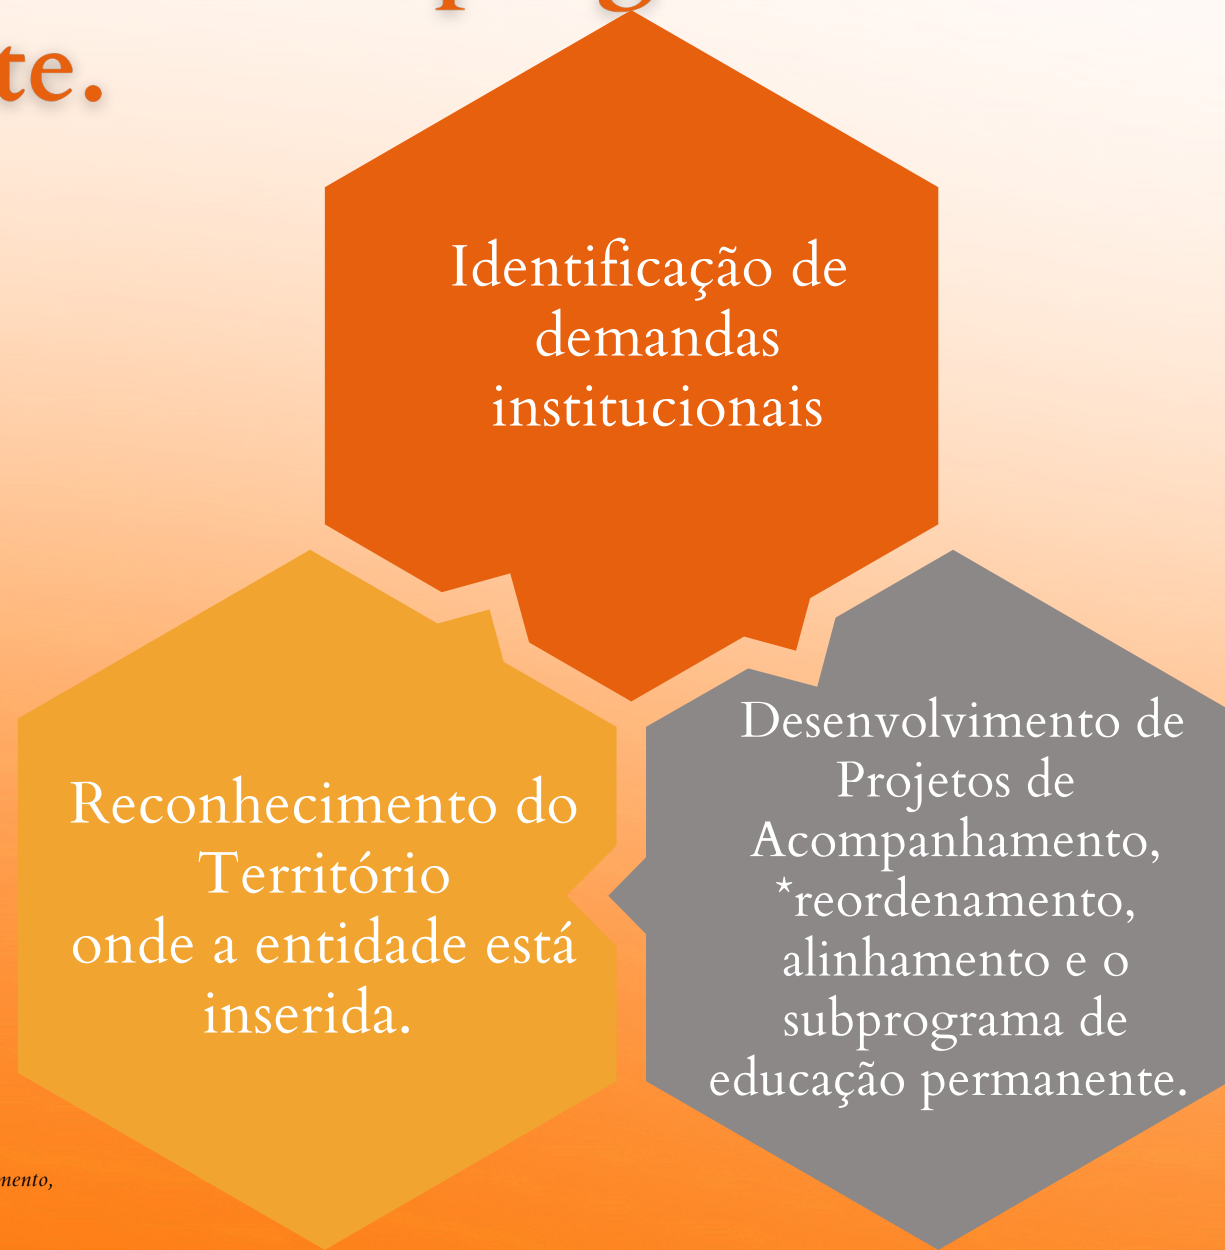 te.
Identificação de
demandas
institucionais
Reconhecimento do
Território
onde a entidade está
inserida.
Desenvolvimento de
Projetos de
Acompanhamento,
*reordenamento,
alinhamento e o
subprograma de
educação permanente.
mento,